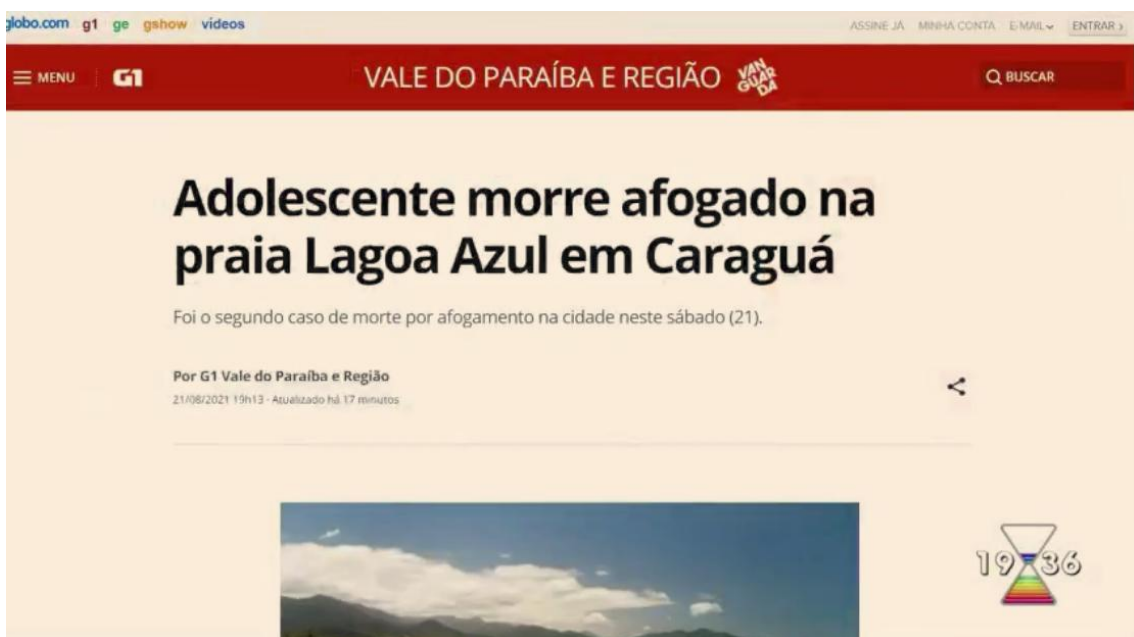 globo.com g1 ge gshow vídeos
ASSINE JÁ MINHA CONTA E-MAIL ENTRAR
MENU G1 VALE DO PARAÍBA E REGIÃO VANGUARDA BUSCAR
Adolescente morre afogado na
praia Lagoa Azul em Caraguá
Foi o segundo caso de morte por afogamento na cidade neste sábado (21).
Por G1 Vale do Paraíba e Região
21/08/2021 19h13 · Atualizado há 17 minutos
19 36